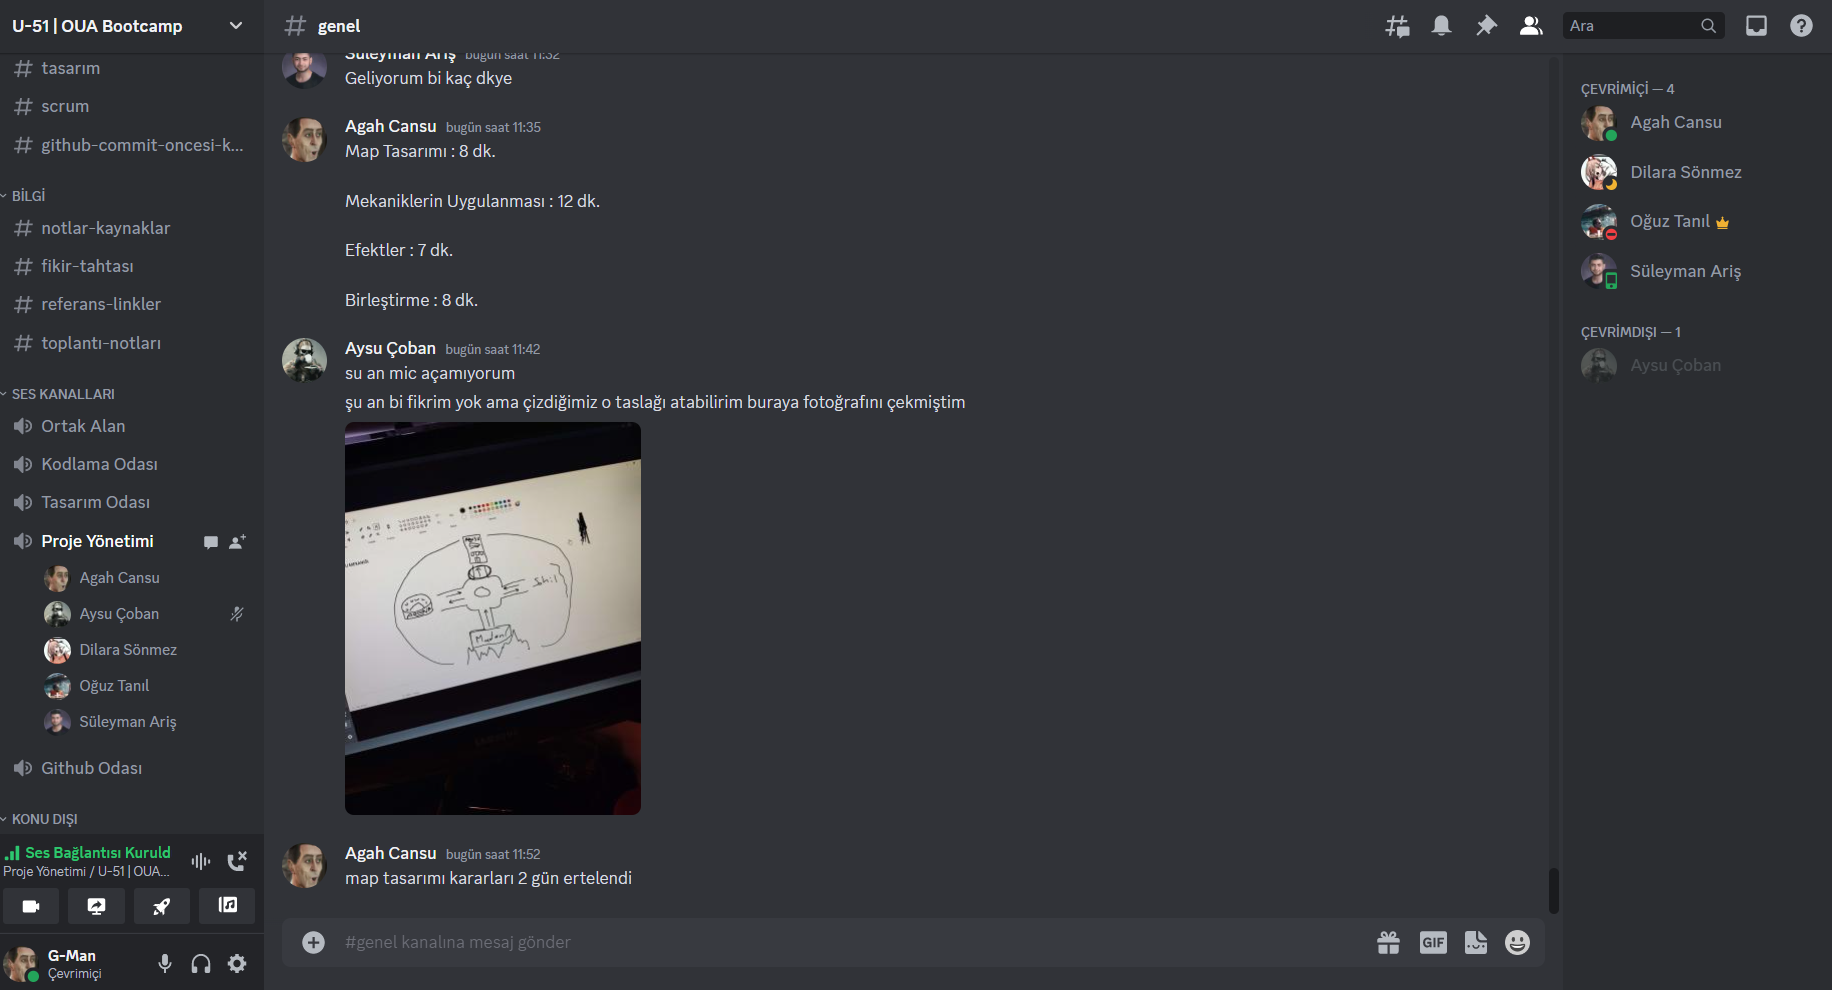 U-51 | OUA Bootcamp
tasarım
scrum
github-commit-oncesi-k...
BİLGİ
notlar-kaynaklar
fikir-tahtası
referans-linkler
toplantı-notları
SES KANALLARI
Ortak Alan
Kodlama Odası
Tasarım Odası
Proje Yönetimi
Agah Cansu
Aysu Çoban
Dilara Sönmez
Oğuz Tanıl
Süleyman Ariş
Github Odası
KONU DIŞI
Ses Bağlantısı Kuruld
Proje Yönetimi / U-51 | OUA...
G-Man
Çevrimiçi
genel
Ara
Süleyman Ariş bugün saat 11:32
Geliyorum bi kaç dkye
Agah Cansu bugün saat 11:35
Map Tasarımı : 8 dk.
Mekaniklerin Uygulanması : 12 dk.
Efektler : 7 dk.
Birleştirme : 8 dk.
Aysu Çoban bugün saat 11:42
su an mic açamıyorum
şu an bi fikrim yok ama çizdiğimiz o taslağı atabilirim buraya fotoğrafını çekmiştim
Maden
Agah Cansu bugün saat 11:52
map tasarımı kararları 2 gün ertelendi
#genel kanalına mesaj gönder
GIF
ÇEVRİMİÇİ — 4
Agah Cansu
Dilara Sönmez
Oğuz Tanıl
Süleyman Ariş
ÇEVRİMDIŞI — 1
Aysu Çoban